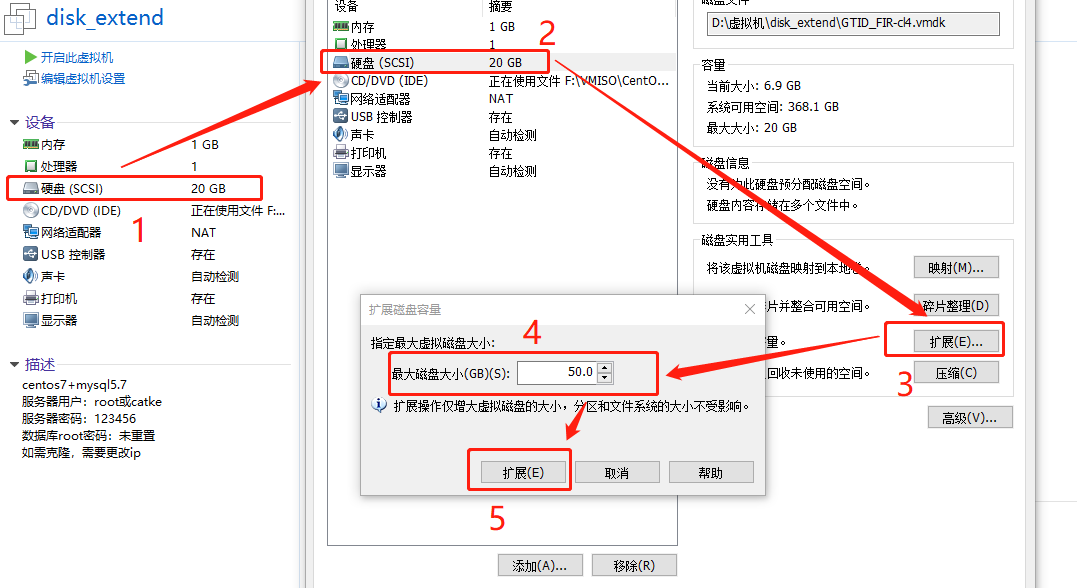 disk_extend
开启此虚拟机
编辑虚拟机设置
设备
内存 1 GB
处理器 1
硬盘 (SCSI) 20 GB
CD/DVD (IDE) 正在使用文件 F:...
网络适配器 NAT
USB 控制器 存在
声卡 自动检测
打印机 存在
显示器 自动检测
1
描述
centos7+mysql5.7
服务器用户：root或catke
服务器密码：123456
数据库root密码：未重置
如需克隆，需要更改ip
设备 摘要
内存 1 GB
处理器 1
硬盘 (SCSI) 20 GB
CD/DVD (IDE) 正在使用文件 F:\VMISO\CentO...
网络适配器 NAT
USB 控制器 存在
声卡 自动检测
打印机 存在
显示器 自动检测
2
添加(A)... 移除(R)
磁盘文件
D:\虚拟机\disk_extend\GTID_FIR-cl4.vmdk
容量
当前大小: 6.9 GB
系统可用空间: 368.1 GB
最大大小: 20 GB
磁盘信息
没有为此硬盘预分配磁盘空间。
硬盘内容存储在多个文件中。
磁盘实用工具
将该虚拟机磁盘映射到本地卷。 映射(M)...
片并整合可用空间。 碎片整理(D)
量。 扩展(E)...
回收未使用的空间。 压缩(C)
3
高级(V)...
扩展磁盘容量
4
指定最大虚拟磁盘大小:
最大磁盘大小(GB)(S): 50.0
扩展操作仅增大虚拟磁盘的大小，分区和文件系统的大小不受影响。
扩展(E) 取消 帮助
5